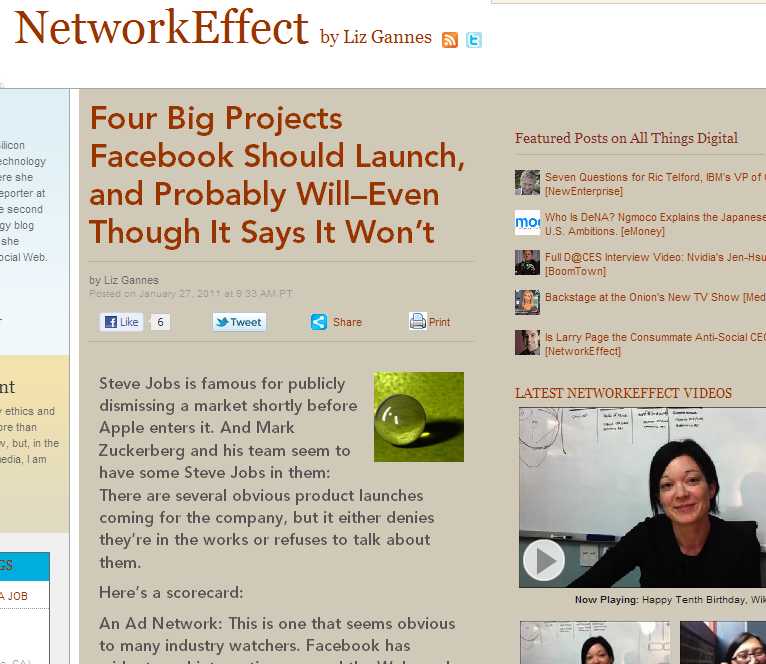 NetworkEffect by Liz Gannes
ilicon
echnology
ere she
eporter at
e second
gy blog
she
ocial Web.
nt
y ethics and
ore than
w, but, in the
nedia, I am
GS
A JOB
Four Big Projects
Facebook Should Launch,
and Probably Will–Even
Though It Says It Won't
by Liz Gannes
Posted on January 27, 2011 at 9:33 AM PT
Like 6 Tweet Share Print
Steve Jobs is famous for publicly
dismissing a market shortly before
Apple enters it. And Mark
Zuckerberg and his team seem to
have some Steve Jobs in them:
There are several obvious product launches
coming for the company, but it either denies
they're in the works or refuses to talk about
them.
Here's a scorecard:
An Ad Network: This is one that seems obvious
to many industry watchers. Facebook has
Featured Posts on All Things Digital
Seven Questions for Ric Telford, IBM's VP of
[NewEnterprise]
Who Is DeNA? Ngmoco Explains the Japanese
U.S. Ambitions. [eMoney]
Full D@CES Interview Video: Nvidia's Jen-Hsu
[BoomTown]
Backstage at the Onion's New TV Show [Med
Is Larry Page the Consummate Anti-Social CEO
[NetworkEffect]
LATEST NETWORKEFFECT VIDEOS
Now Playing: Happy Tenth Birthday, Wik